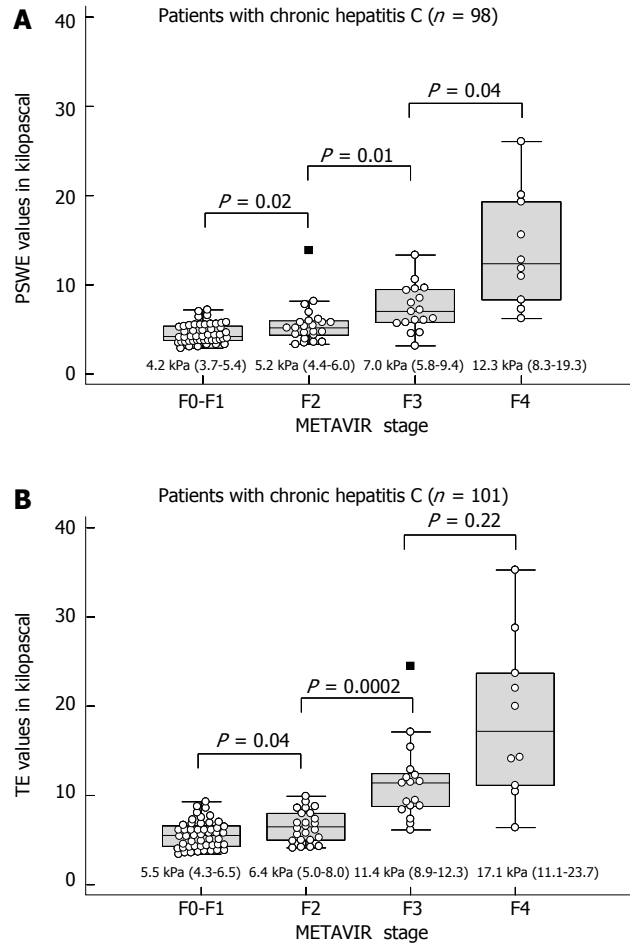 A
Patients with chronic hepatitis C (n = 98)
PSWE values in kilopascal
40
30
20
10
0
P = 0.04
P = 0.01
P = 0.02
4.2 kPa (3.7-5.4) 5.2 kPa (4.4-6.0) 7.0 kPa (5.8-9.4) 12.3 kPa (8.3-19.3)
F0-F1 F2 F3 F4
METAVIR stage
B
Patients with chronic hepatitis C (n = 101)
TE values in kilopascal
40
30
20
10
0
P = 0.22
P = 0.0002
P = 0.04
5.5 kPa (4.3-6.5) 6.4 kPa (5.0-8.0) 11.4 kPa (8.9-12.3) 17.1 kPa (11.1-23.7)
F0-F1 F2 F3 F4
METAVIR stage